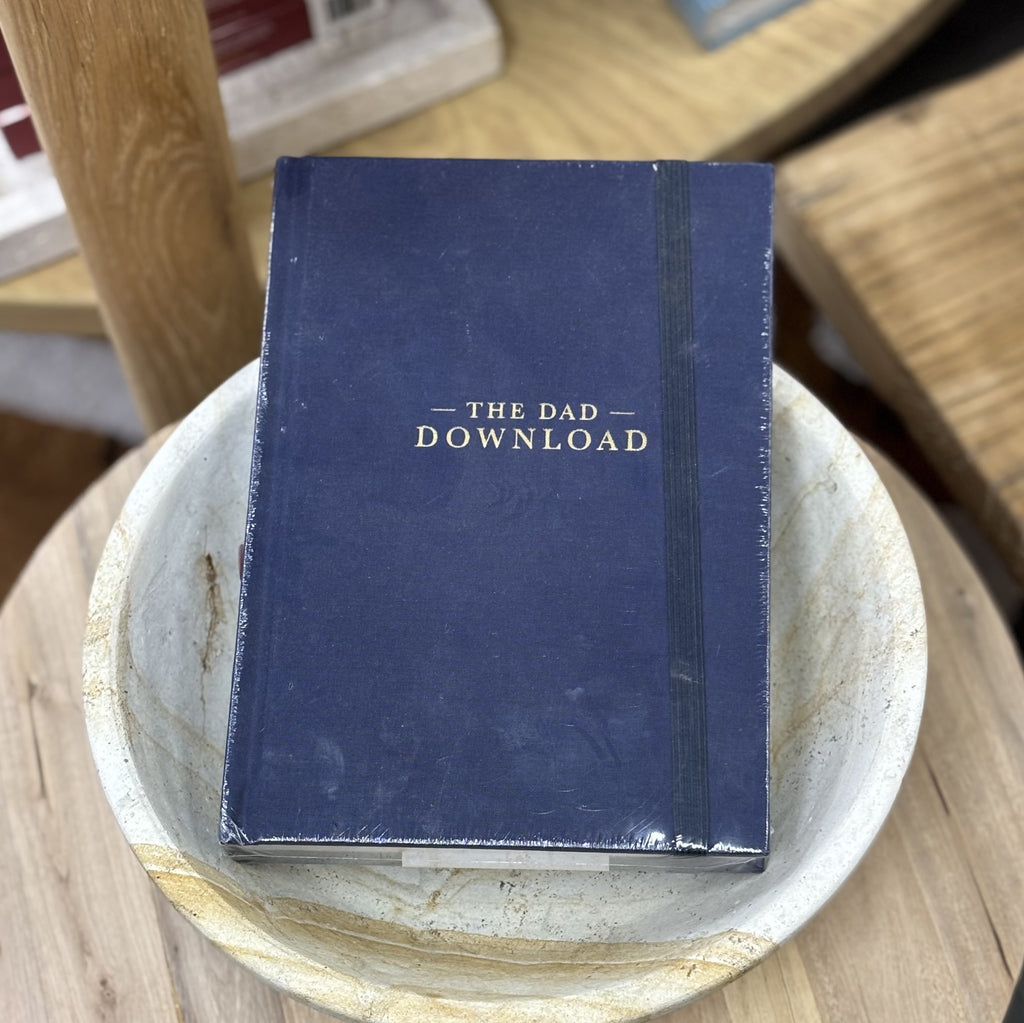 — THE DAD —
DOWNLOAD